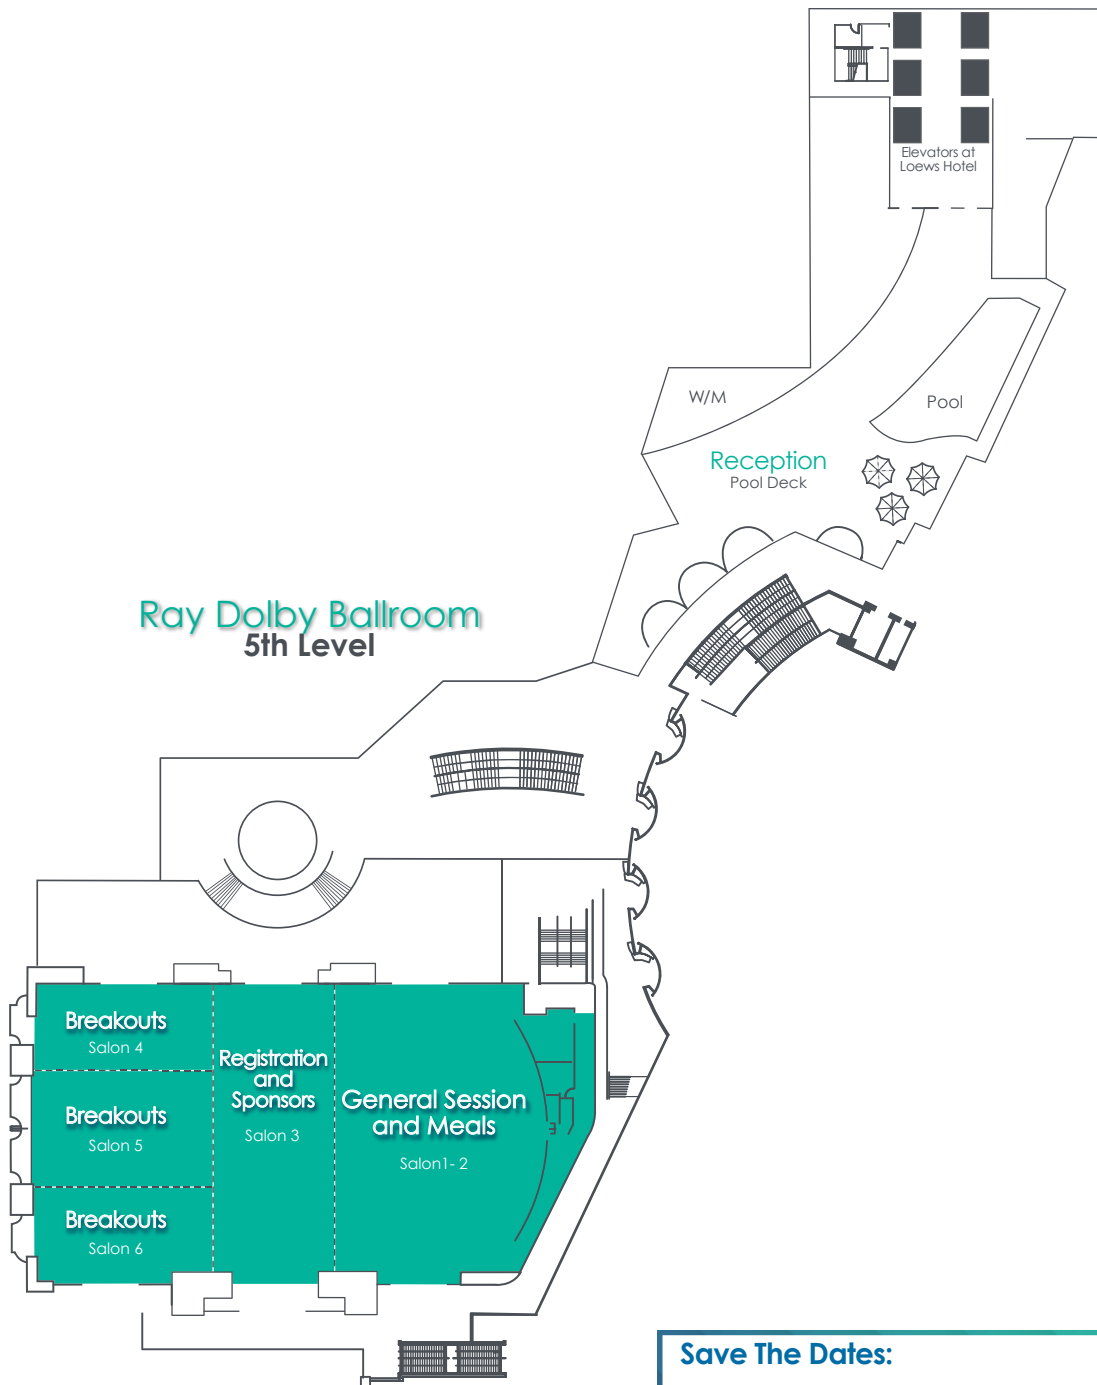 Elevators at
Loews Hotel
Pool
W/M
Reception
Pool Deck
Ray Dolby Ballroom
5th Level
Breakouts
Salon 4
Registration
and
Sponsors
Salon 3
General Session
and Meals
Salon1- 2
Breakouts
Salon 5
Breakouts
Salon 6
Save The Dates: